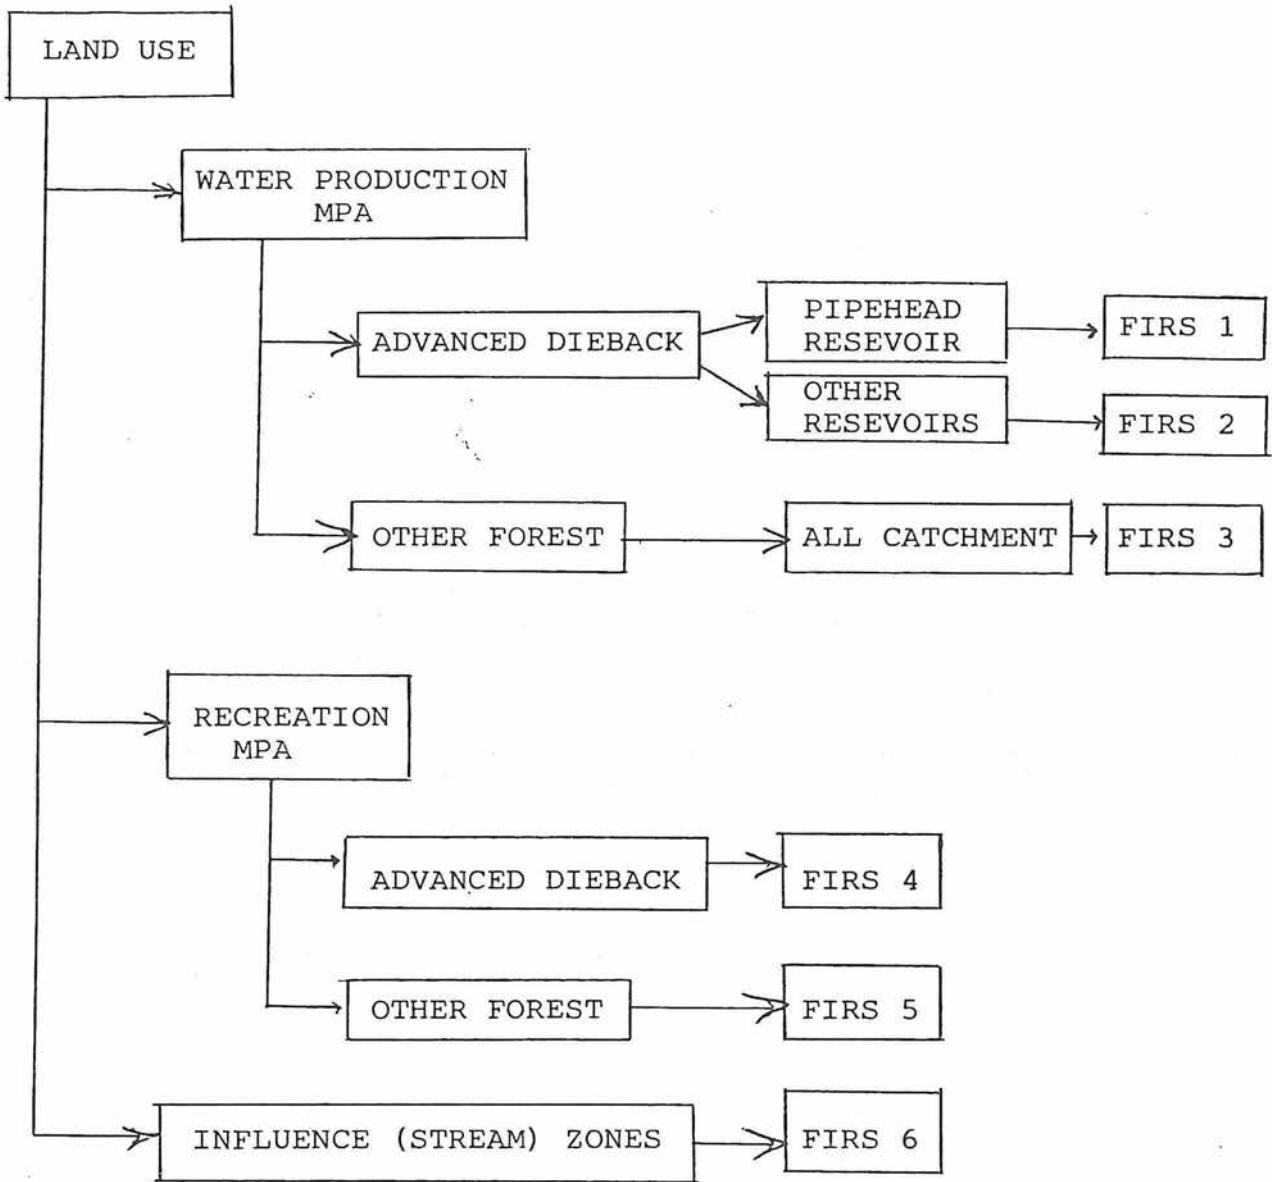 LAND USE
WATER PRODUCTION
MPA
ADVANCED DIEBACK
PIPEHEAD
RESEVOIR
FIRS 1
OTHER
RESEVOIRS
FIRS 2
OTHER FOREST
ALL CATCHMENT
FIRS 3
RECREATION
MPA
ADVANCED DIEBACK
FIRS 4
OTHER FOREST
FIRS 5
INFLUENCE (STREAM) ZONES
FIRS 6